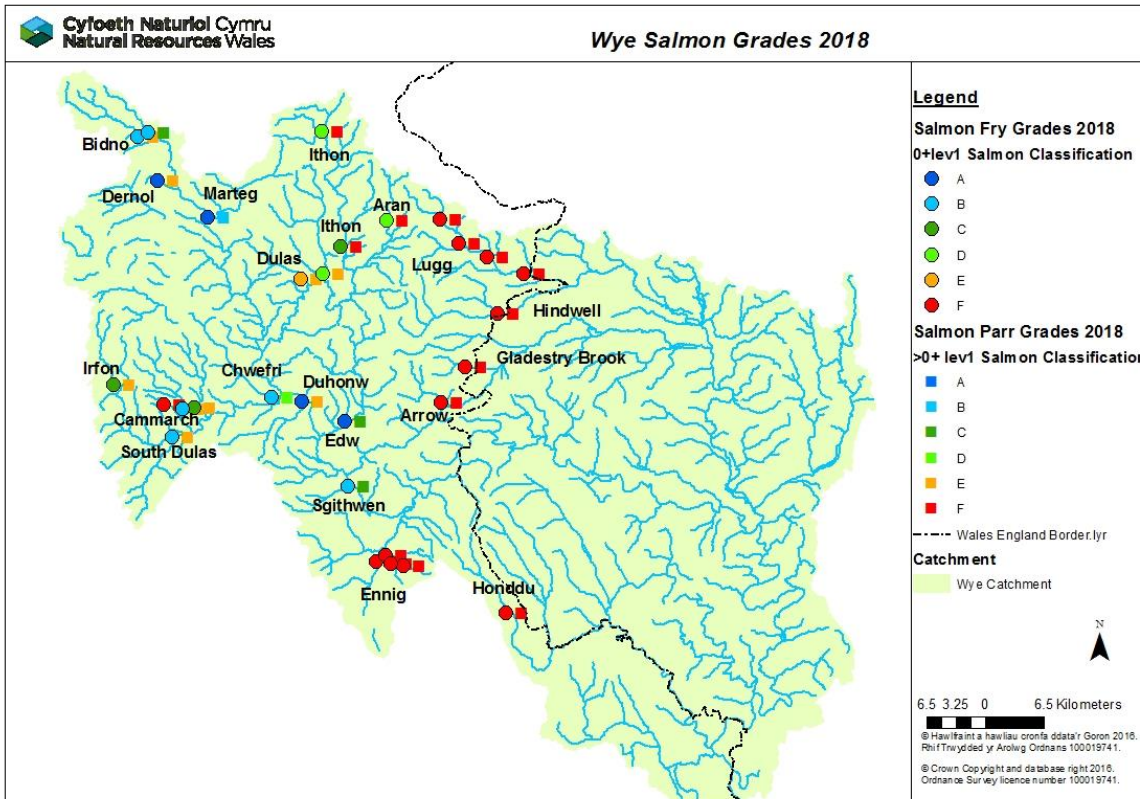 Cyfoeth Naturiol Cymru
Natural Resources Wales
Wye Salmon Grades 2018
Bidno
Ithon
Dernol
Marteg
Aran
Ithon
Lugg
Dulas
Hindwell
Gladestry Brook
Irfon
Chwefri
Duhonw
Cammarch
Arrow
Edw
South Dulas
Sgithwen
Ennig
Honddu
Legend
Salmon Fry Grades 2018
0+lev1 Salmon Classification
A
B
C
D
E
F
Salmon Parr Grades 2018
>0+ lev1 Salmon Classification
A
B
C
D
E
F
Wales England Border.lyr
Catchment
Wye Catchment
N
6.5 3.25 0 6.5 Kilometers
© Hawlfraint a hawliau cronfa ddata'r Goron 2016.
Rhif Trwydded yr Arolwg Ordnans 100019741.
© Crown Copyright and database right 2016.
Ordnance Survey licence number 100019741.